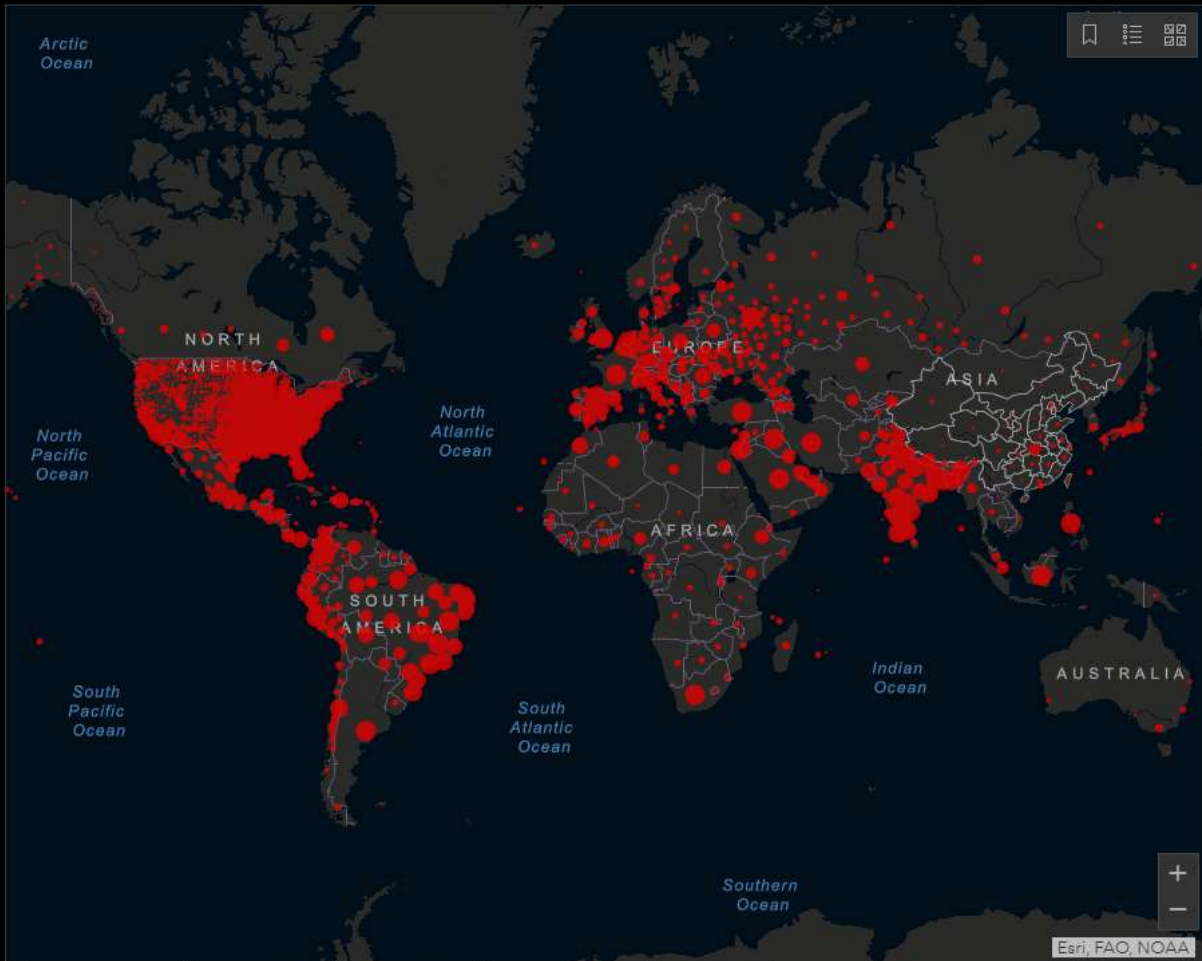 Arctic
Ocean
NORTH
AMERICA
EUROPE
ASIA
North
Pacific
Ocean
North
Atlantic
Ocean
AFRICA
SOUTH
AMERICA
Indian
Ocean
AUSTRALIA
South
Pacific
Ocean
South
Atlantic
Ocean
Southern
Ocean
+
−
Esri, FAO, NOAA